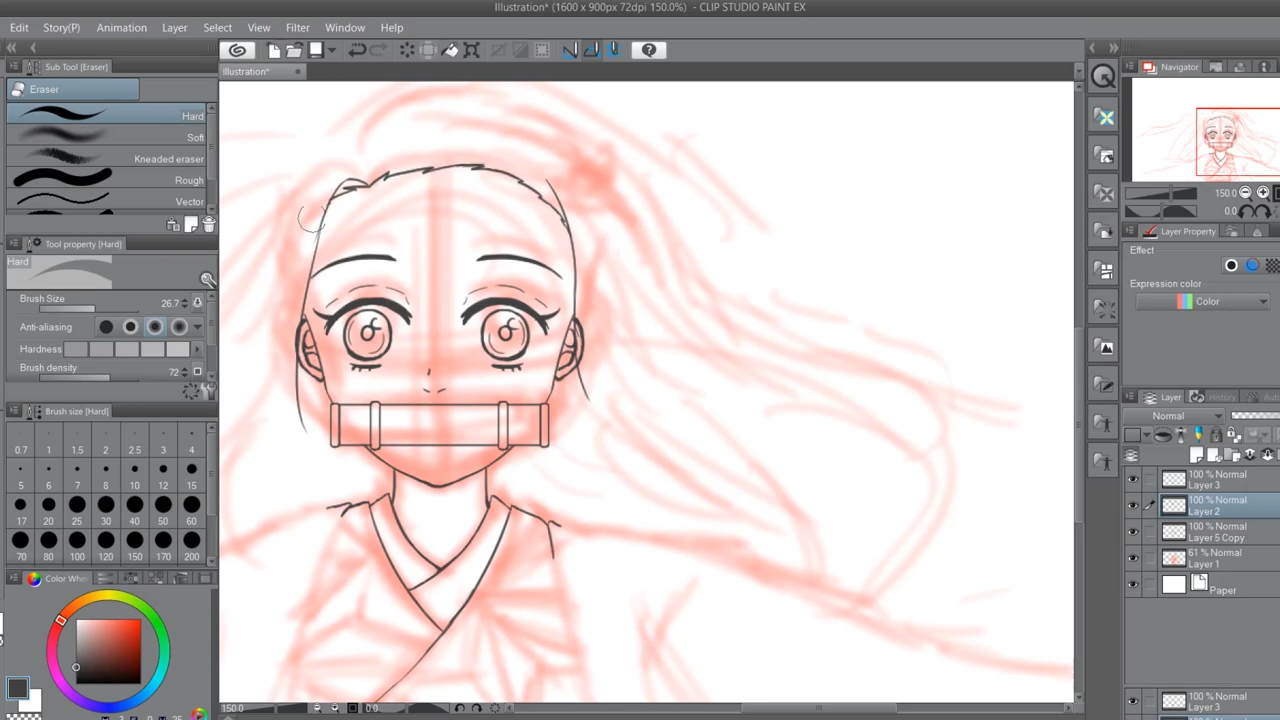 Illustration* (1600 x 900px 72dpi 150.0%) - CLIP STUDIO PAINT EX
Edit Story(P) Animation Layer Select View Filter Window Help
Sub Tool [Eraser]
Eraser
Hard
Soft
Kneaded eraser
Rough
Vector
Tool property [Hard]
Hard
Brush Size 26.7
Anti-aliasing
Hardness
Brush density 72
Brush size [Hard]
0.7 1 1.5 2 2.5 3 4
5 6 7 8 10 12 15
17 20 25 30 40 50 60
70 80 100 120 150 170 200
Color Whe
Illustration*
150.0
0.0
Navigator
150.0
0.0
Layer Property
Effect
Expression color
Color
Layer History Auto
Normal
100 % Normal
Layer 3
100 % Normal
Layer 2
100 % Normal
Layer 5 Copy
61 % Normal
Layer 1
Paper
100 % Normal
Layer 3
100 % Normal